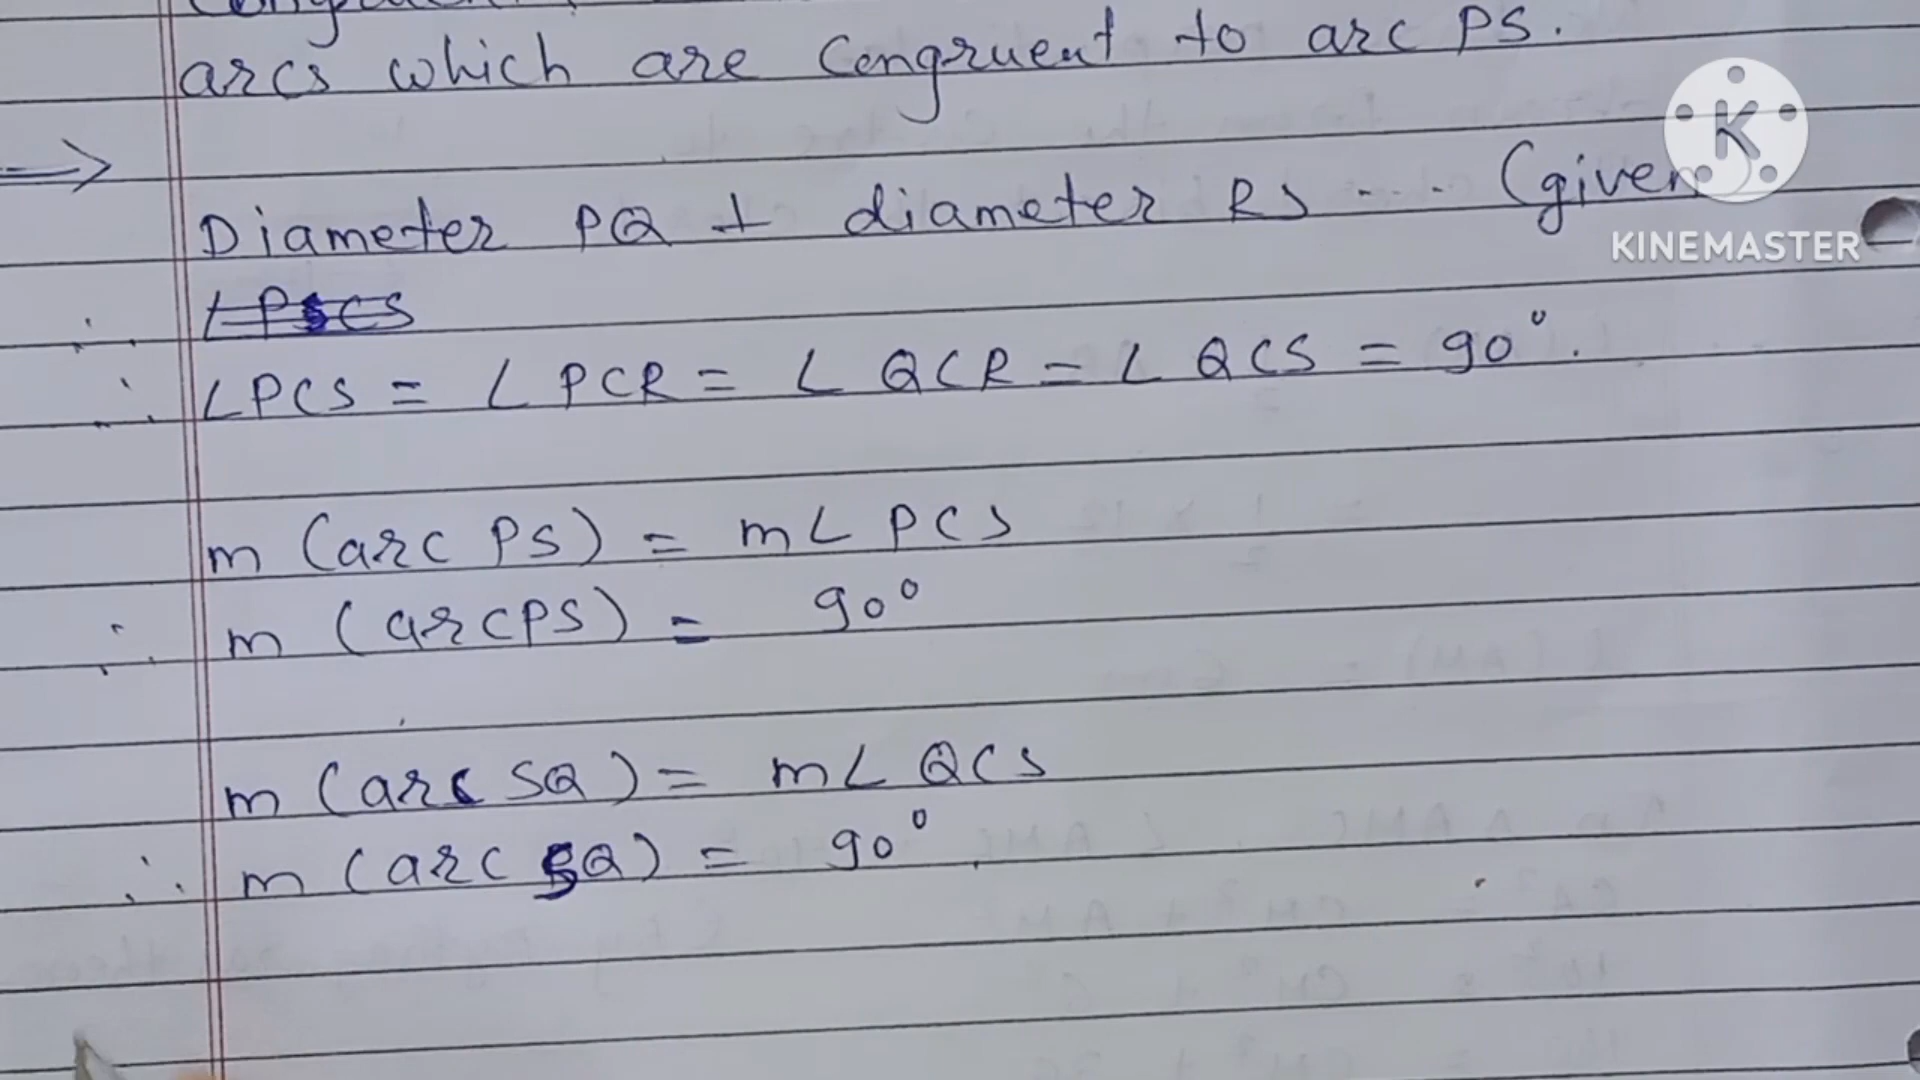 arcs which are Congruent to arc PS.
⇒
Diameter PQ ⊥ diameter RS ... (given)
K
KINEMASTER
∴ ∠PCS = ∠ PCR = ∠ QCR = ∠ QCS = 90°.
m (arc PS) = m∠ PCS
∴ m (arc PS) = 90°
m (arc SQ) = m∠ QCS
∴ m (arc SQ) = 90°